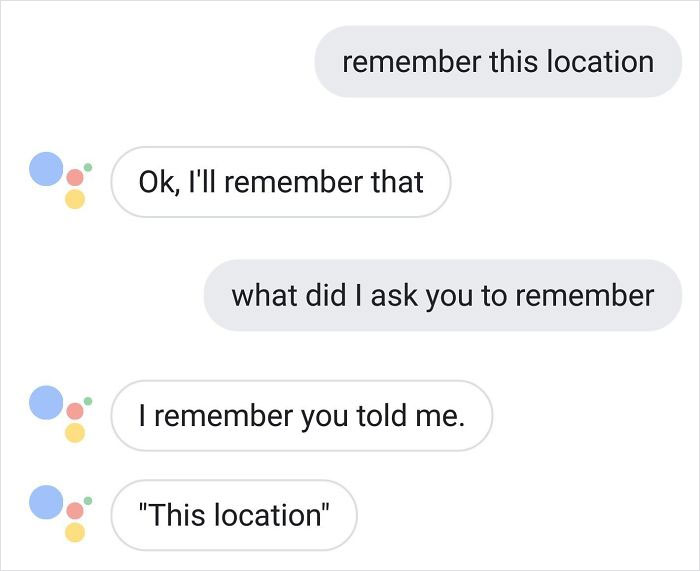 remember this location
Ok, I'll remember that
what did I ask you to remember
I remember you told me.
"This location"